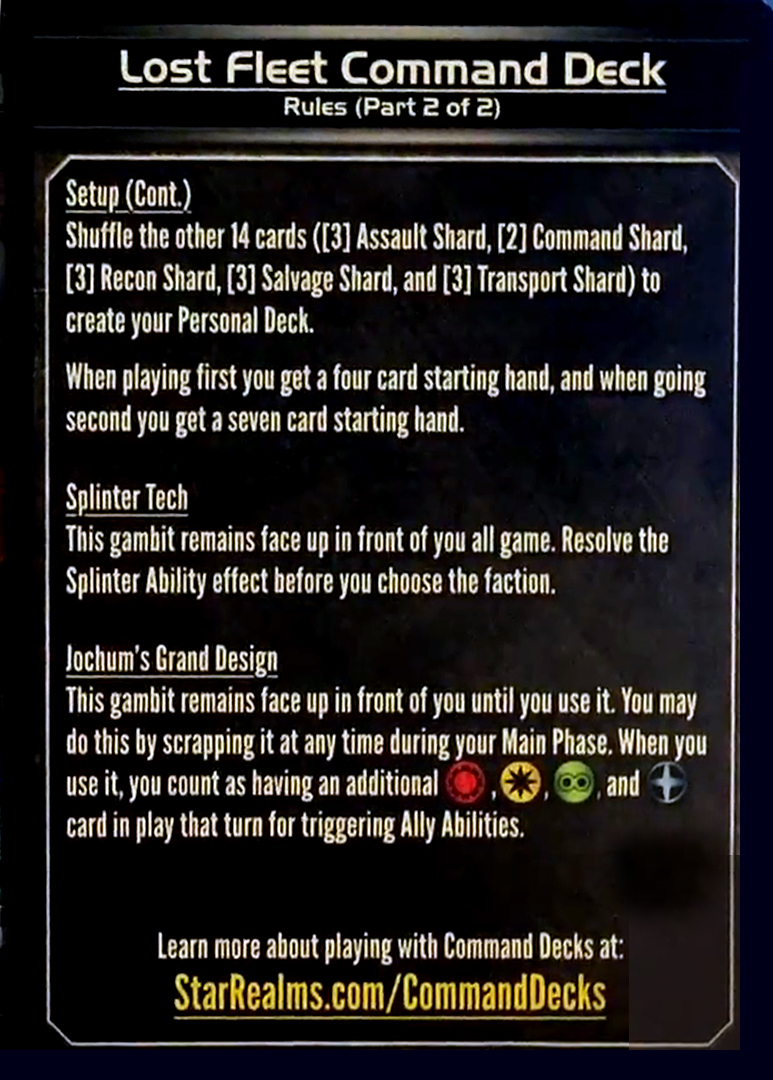 Lost Fleet Command Deck
Rules (Part 2 of 2)
Setup (Cont.)
Shuffle the other 14 cards ([3] Assault Shard, [2] Command Shard,
[3] Recon Shard, [3] Salvage Shard, and [3] Transport Shard) to
create your Personal Deck.
When playing first you get a four card starting hand, and when going
second you get a seven card starting hand.
Splinter Tech
This gambit remains face up in front of you all game. Resolve the
Splinter Ability effect before you choose the faction.
Jochum's Grand Design
This gambit remains face up in front of you until you use it. You may
do this by scrapping it at any time during your Main Phase. When you
use it, you count as having an additional , , , and
card in play that turn for triggering Ally Abilities.
Learn more about playing with Command Decks at:
StarRealms.com/CommandDecks